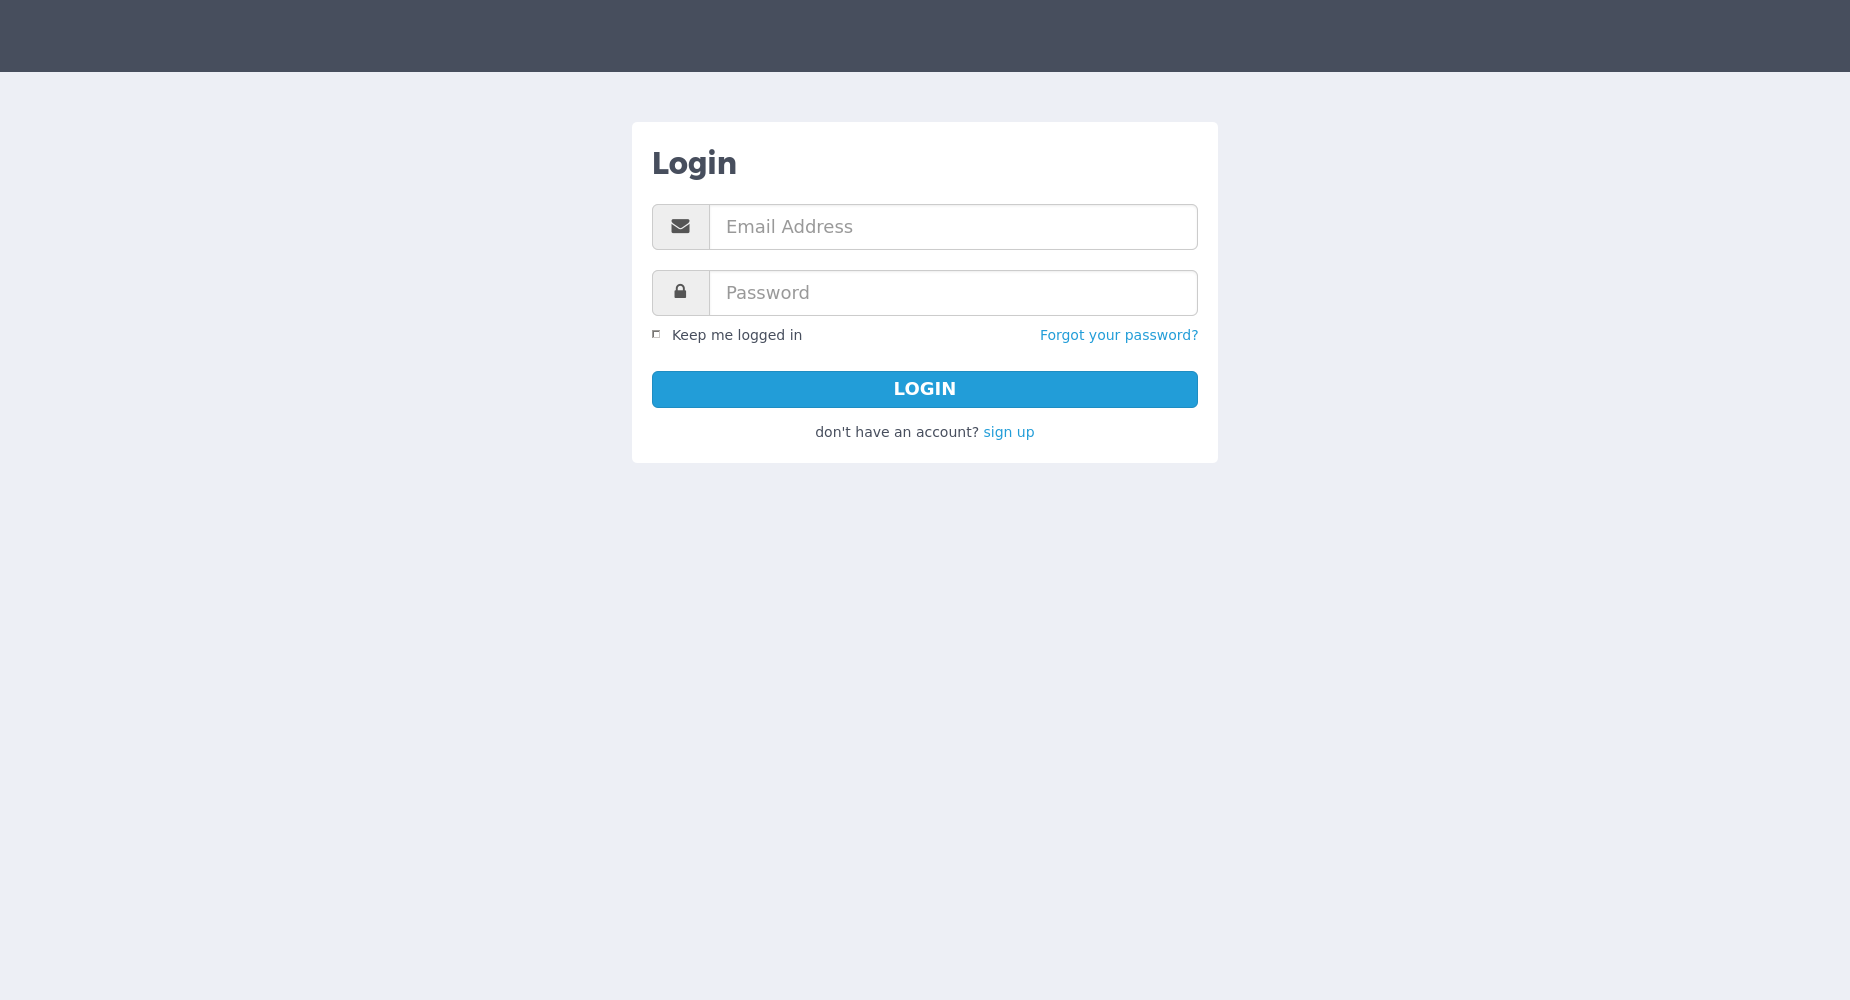 Login
Email Address
Password
Keep me logged in
Forgot your password?
LOGIN
don't have an account? sign up